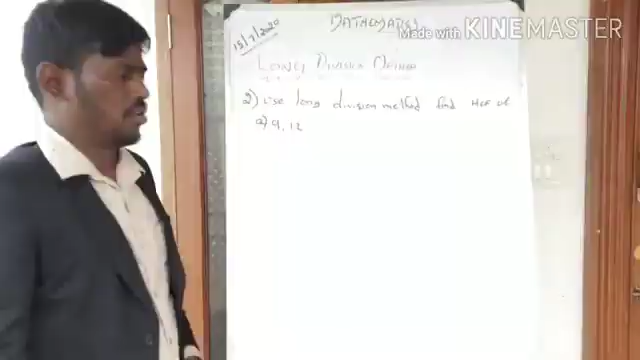 15/7/2020
MATHEMATICS
Made with KINEMASTER
Long Division Method
2) Use long division method find HCF of
a) 9, 12